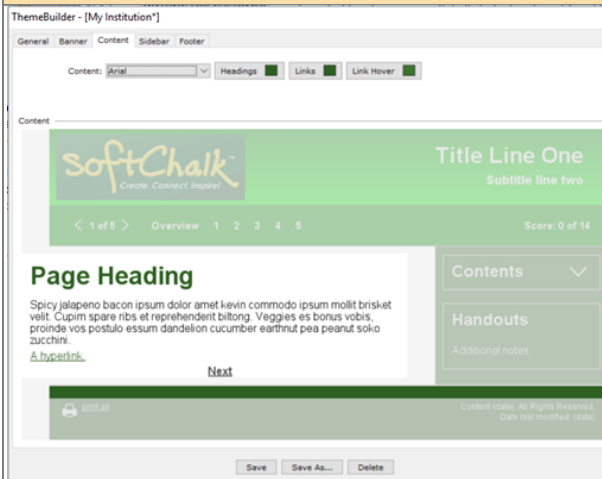 ThemeBuilder - [My Institution*]
General Banner Content Sidebar Footer
Content: Arial Headings Links Link Hover
Content
SoftChalk™
Create. Connect. Inspire!
Title Line One
Subtitle line two
< 1 of 5 > Overview 1 2 3 4 5 Score: 0 of 14
Page Heading
Spicy jalapeno bacon ipsum dolor amet kevin commodo ipsum mollit brisket
velit. Cupim spare ribs et reprehenderit biltong. Veggies es bonus vobis,
proinde vos postulo essum dandelion cucumber earthnut pea peanut soko
zucchini.
A hyperlink.
Next
Contents
Handouts
Additional notes
print all
Content (date). All Rights Reserved.
Date last modified: (date)
Save Save As... Delete